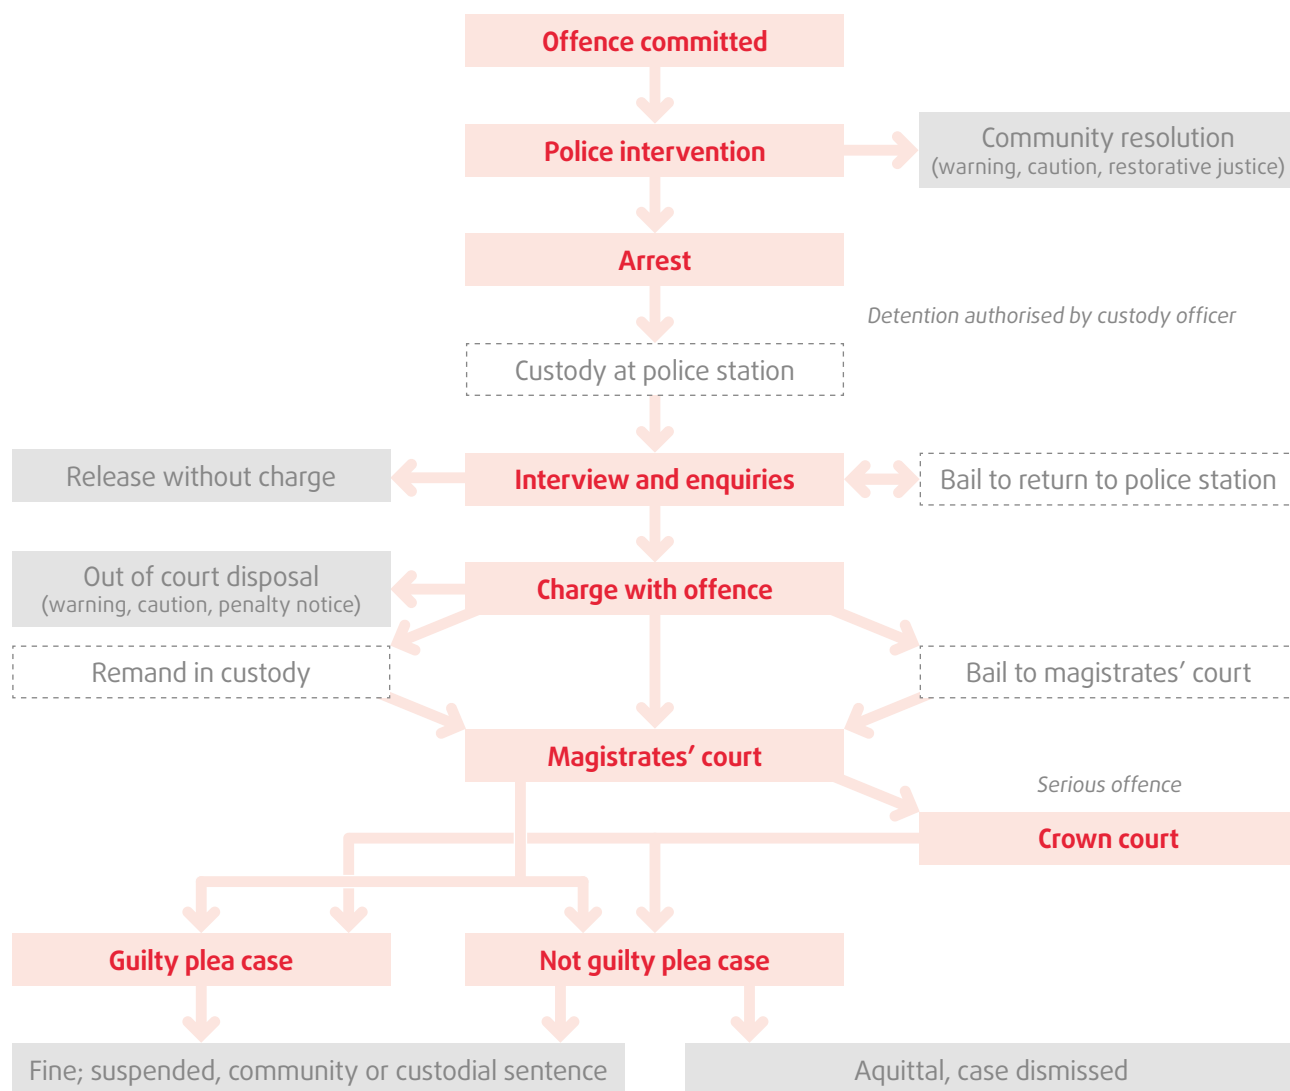 Offence committed
Police intervention
Community resolution
(warning, caution, restorative justice)
Arrest
Detention authorised by custody officer
Custody at police station
Release without charge
Interview and enquiries
Bail to return to police station
Out of court disposal
(warning, caution, penalty notice)
Charge with offence
Remand in custody
Bail to magistrates’ court
Magistrates’ court
Serious offence
Crown court
Guilty plea case
Not guilty plea case
Fine; suspended, community or custodial sentence
Aquittal, case dismissed